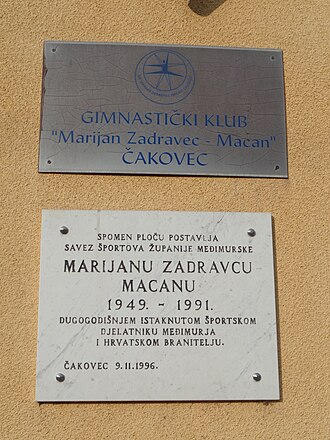 GIMNASTIČKI KLUB
"Marijan Zadravec - Macan"
ČAKOVEC
SPOMEN PLOČU POSTAVLJA
SAVEZ ŠPORTOVA ŽUPANIJE MEĐIMURSKE
MARIJANU ZADRAVCU
MACANU
1949. - 1991.
DUGOGODIŠNJEM ISTAKNUTOM ŠPORTSKOM
DJELATNIKU MEĐIMURJA
I HRVATSKOM BRANITELJU.
ČAKOVEC 9.11.1996.